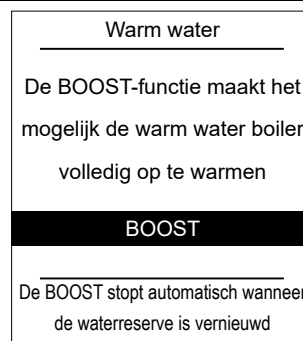 Warm water
De BOOST-functie maakt het
mogelijk de warm water boiler
volledig op te warmen
BOOST
De BOOST stopt automatisch wanneer
de waterreserve is vernieuwd